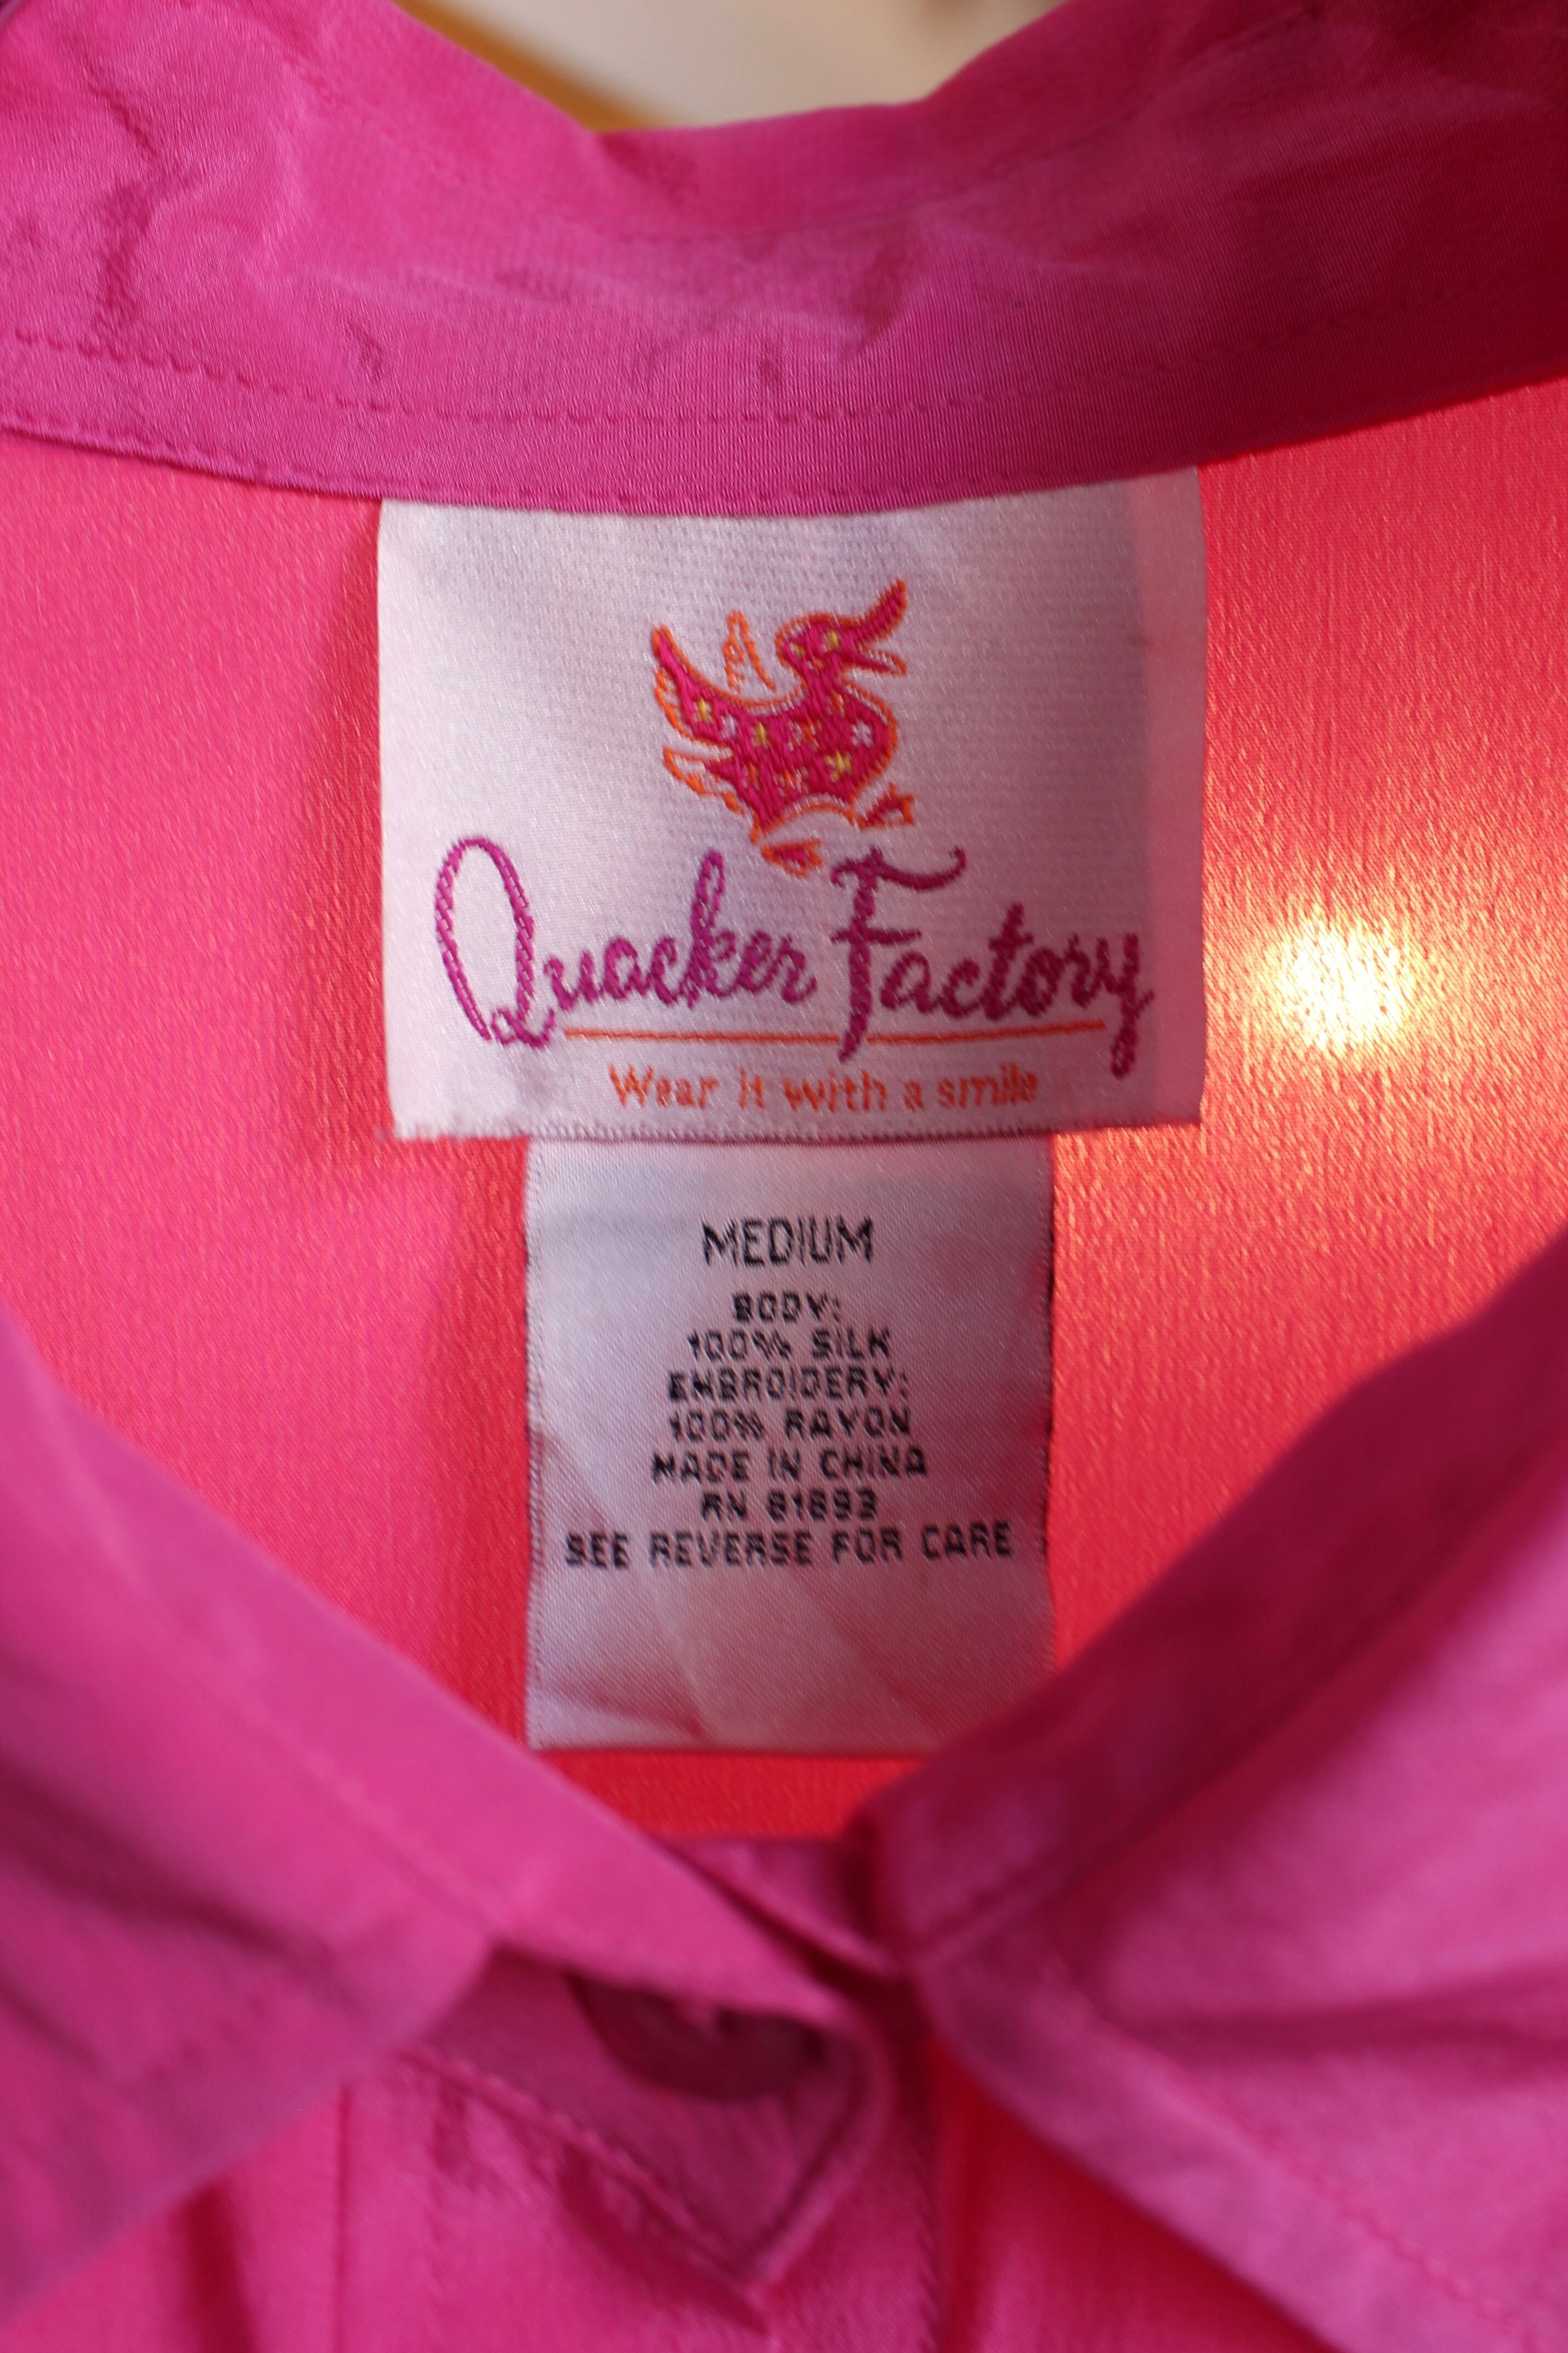 Quacker Factory
Wear it with a smile
MEDIUM
BODY:
100% SILK
EMBROIDERY:
100% RAYON
MADE IN CHINA
RN 81893
SEE REVERSE FOR CARE